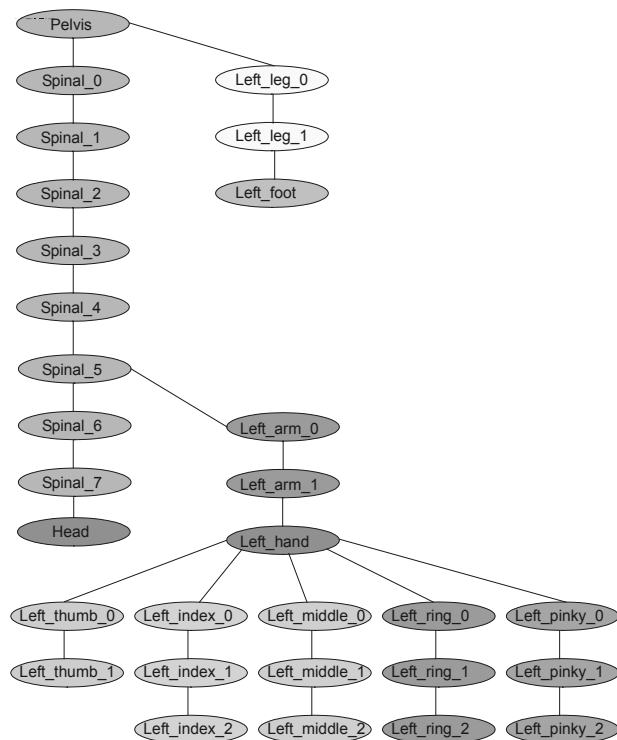 Pelvis
Spinal_0 Left_leg_0
Spinal_1 Left_leg_1
Spinal_2 Left_foot
Spinal_3
Spinal_4
Spinal_5
Spinal_6 Left_arm_0
Spinal_7 Left_arm_1
Head Left_hand
Left_thumb_0 Left_index_0 Left_middle_0 Left_ring_0 Left_pinky_0
Left_thumb_1 Left_index_1 Left_middle_1 Left_ring_1 Left_pinky_1
Left_index_2 Left_middle_2 Left_ring_2 Left_pinky_2